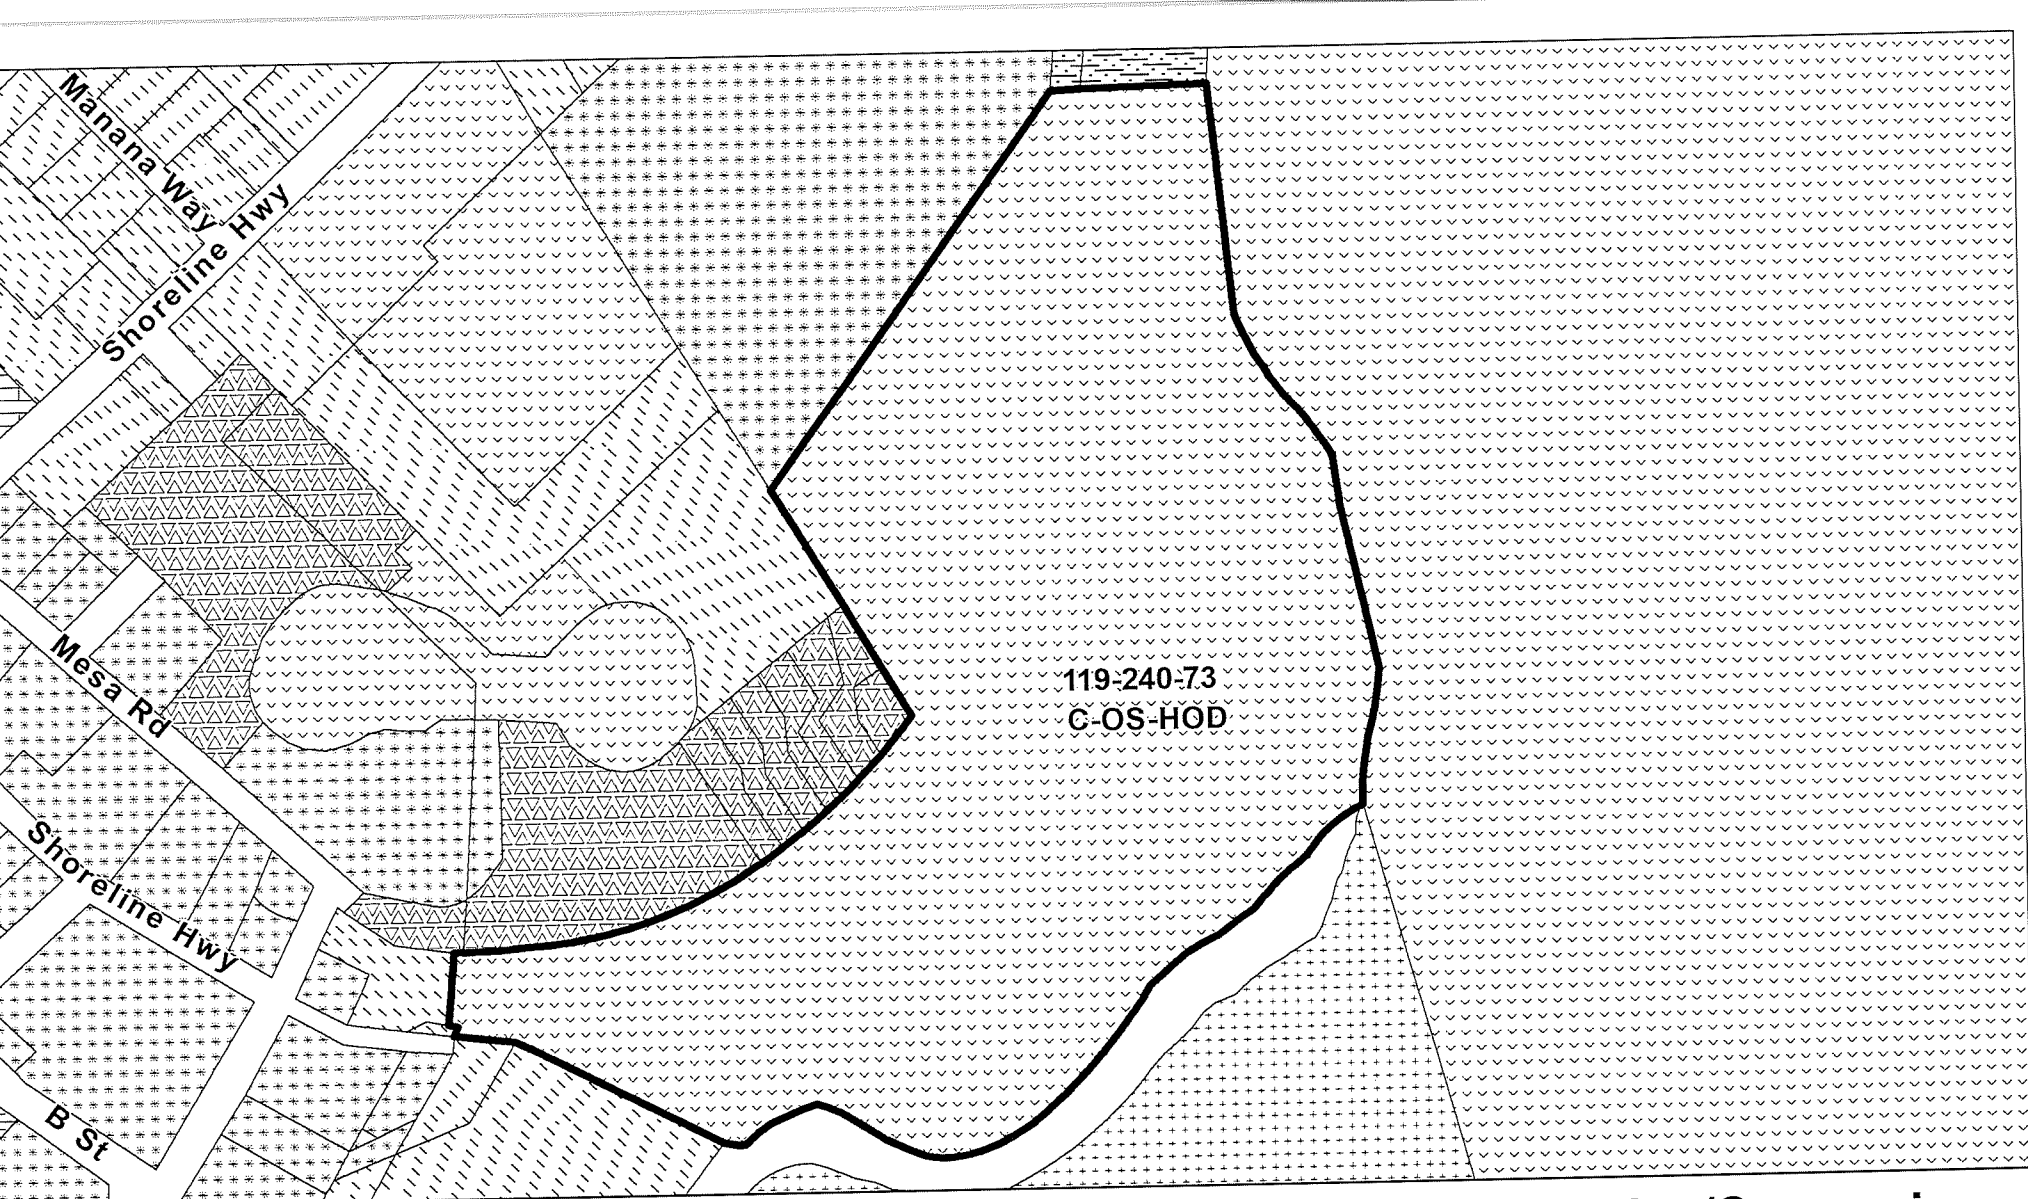 Manana Way
Shoreline Hwy
Mesa Rd
119-240-73
C-OS-HOD
Shoreline Hwy
B St